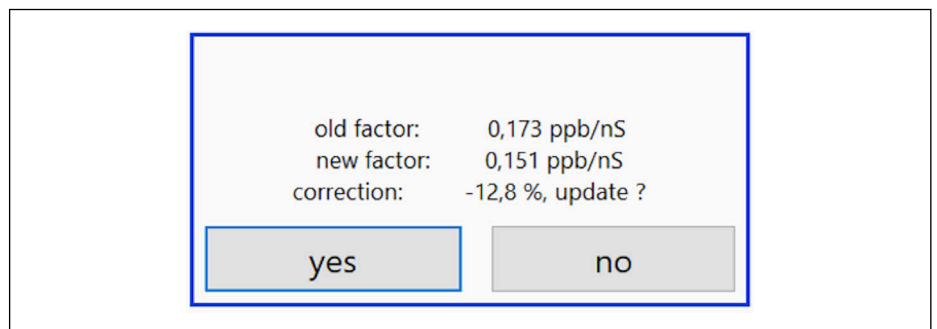 old factor: 0,173 ppb/nS
new factor: 0,151 ppb/nS
correction: -12,8 %, update ?
yes no